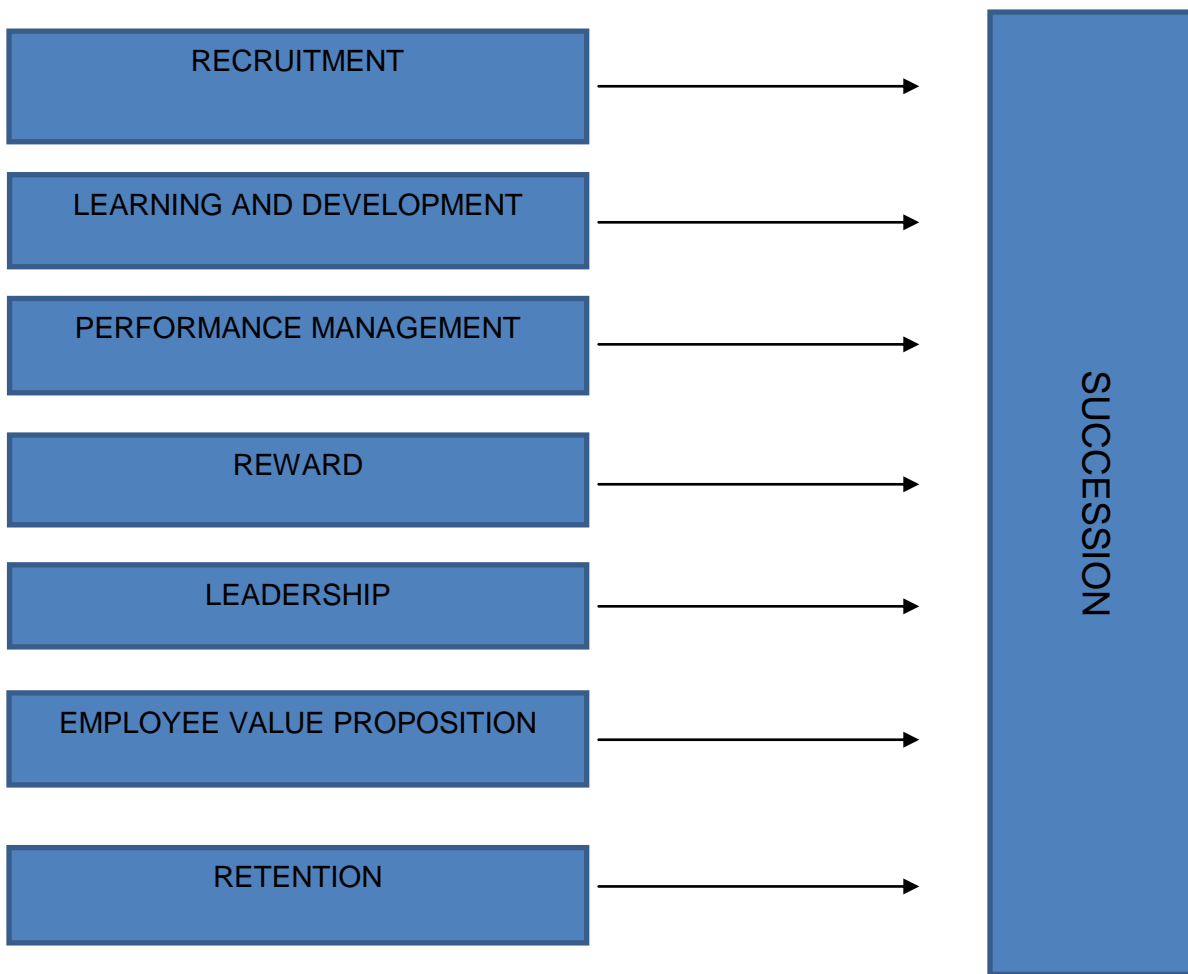 RECRUITMENT
LEARNING AND DEVELOPMENT
PERFORMANCE MANAGEMENT
REWARD
LEADERSHIP
EMPLOYEE VALUE PROPOSITION
RETENTION
SUCCESSION